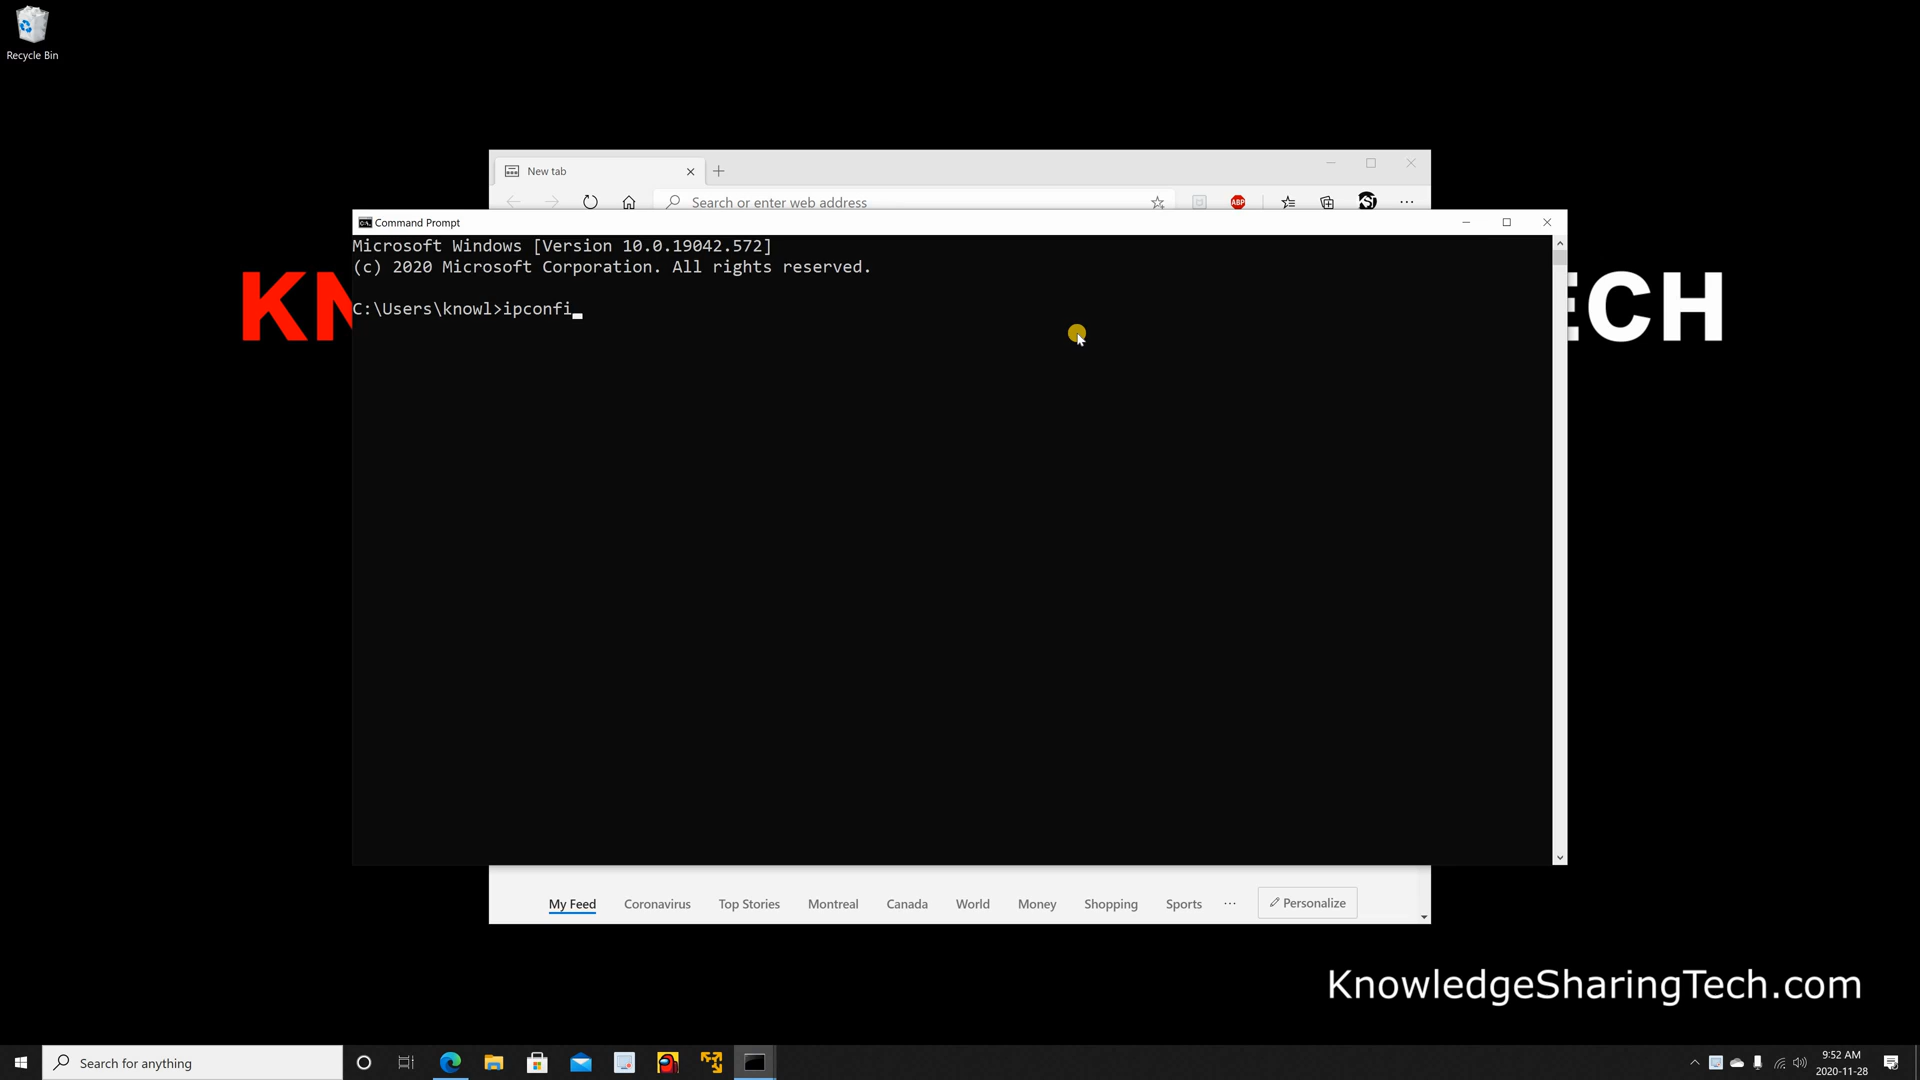 Recycle Bin
New tab
Search or enter web address
ABP
Command Prompt
Microsoft Windows [Version 10.0.19042.572]
(c) 2020 Microsoft Corporation. All rights reserved.
KN
ECH
C:\Users\knowl>ipconfi_
My Feed Coronavirus Top Stories Montreal Canada World Money Shopping Sports ... Personalize
KnowledgeSharingTech.com
Search for anything
9:52 AM
2020-11-28